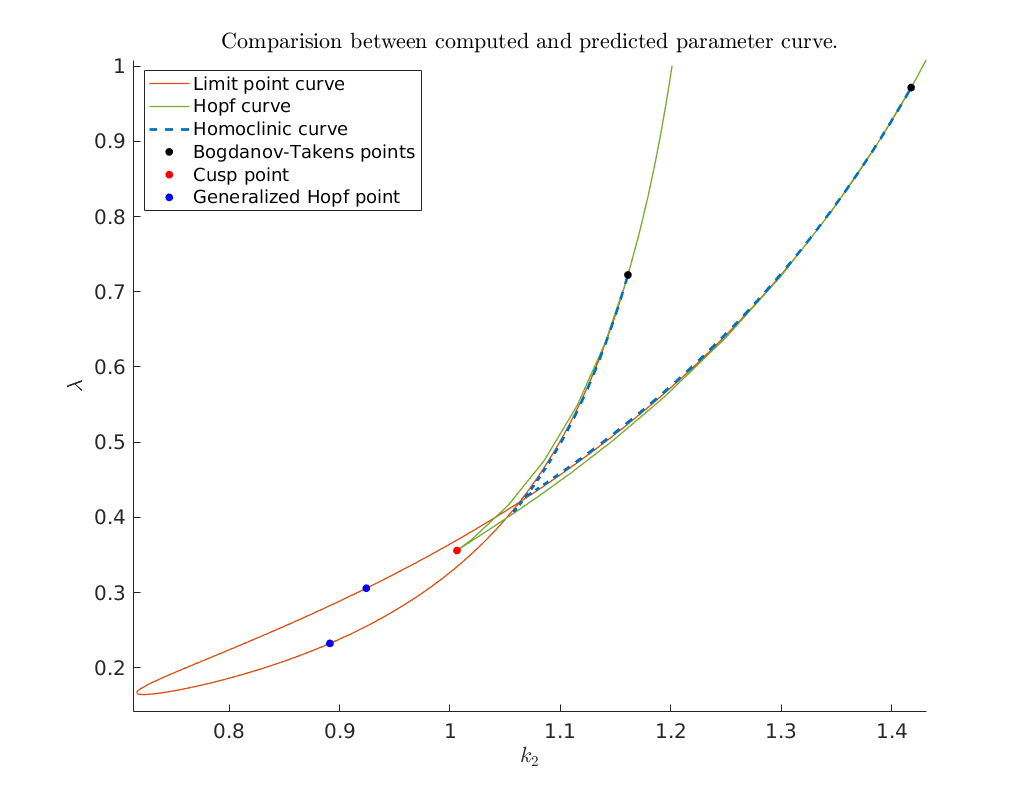 Comparision between computed and predicted parameter curve.
Limit point curve
Hopf curve
Homoclinic curve
Bogdanov-Takens points
Cusp point
Generalized Hopf point
1
0.9
0.8
0.7
0.6
0.5
0.4
0.3
0.2
λ
0.8 0.9 1 1.1 1.2 1.3 1.4
k₂